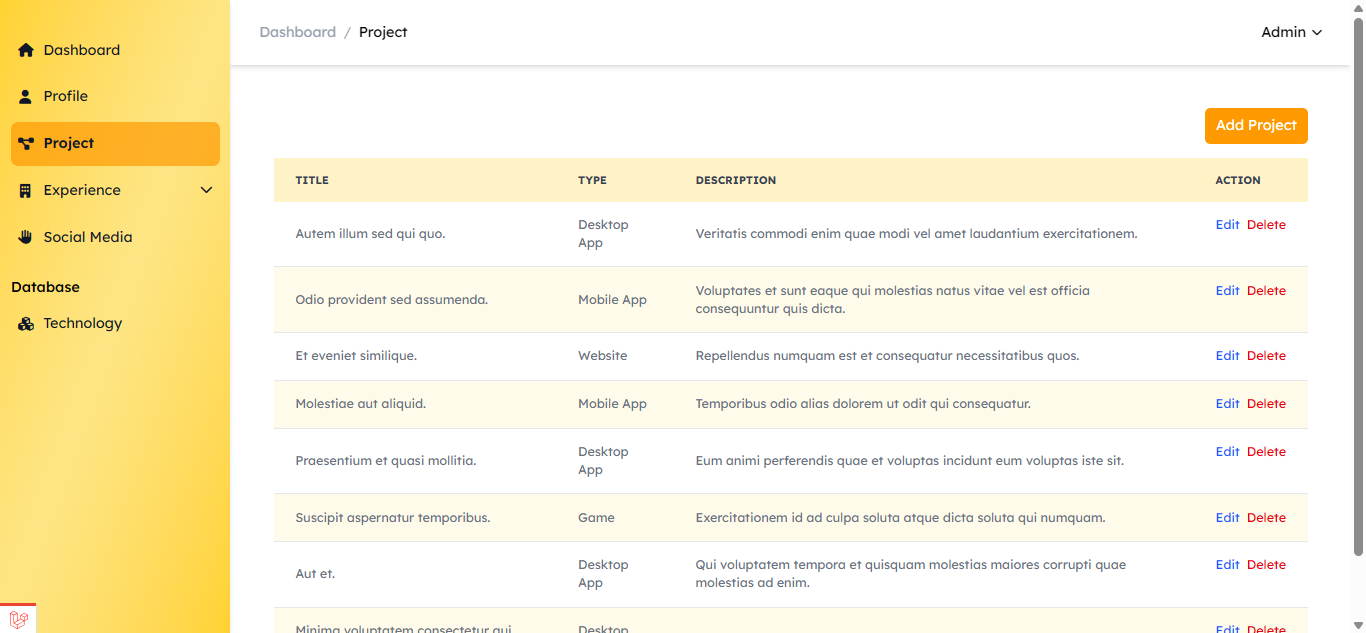 Dashboard / Project
Admin
Dashboard
Profile
Project
Experience
Social Media
Database
Technology
Add Project
TITLE TYPE DESCRIPTION ACTION
Autem illum sed qui quo. Desktop App Veritatis commodi enim quae modi vel amet laudantium exercitationem. Edit Delete
Odio provident sed assumenda. Mobile App Voluptates et sunt eaque qui molestias natus vitae vel est officia
consequuntur quis dicta. Edit Delete
Et eveniet similique. Website Repellendus numquam est et consequatur necessitatibus quos. Edit Delete
Molestiae aut aliquid. Mobile App Temporibus odio alias dolorem ut odit qui consequatur. Edit Delete
Praesentium et quasi mollitia. Desktop App Eum animi perferendis quae et voluptas incidunt eum voluptas iste sit. Edit Delete
Suscipit aspernatur temporibus. Game Exercitationem id ad culpa soluta atque dicta soluta qui numquam. Edit Delete
Aut et. Desktop App Qui voluptatem tempora et quisquam molestias maiores corrupti quae
molestias ad enim. Edit Delete
Minima voluptatem consectetur qui Desktop Edit Delete